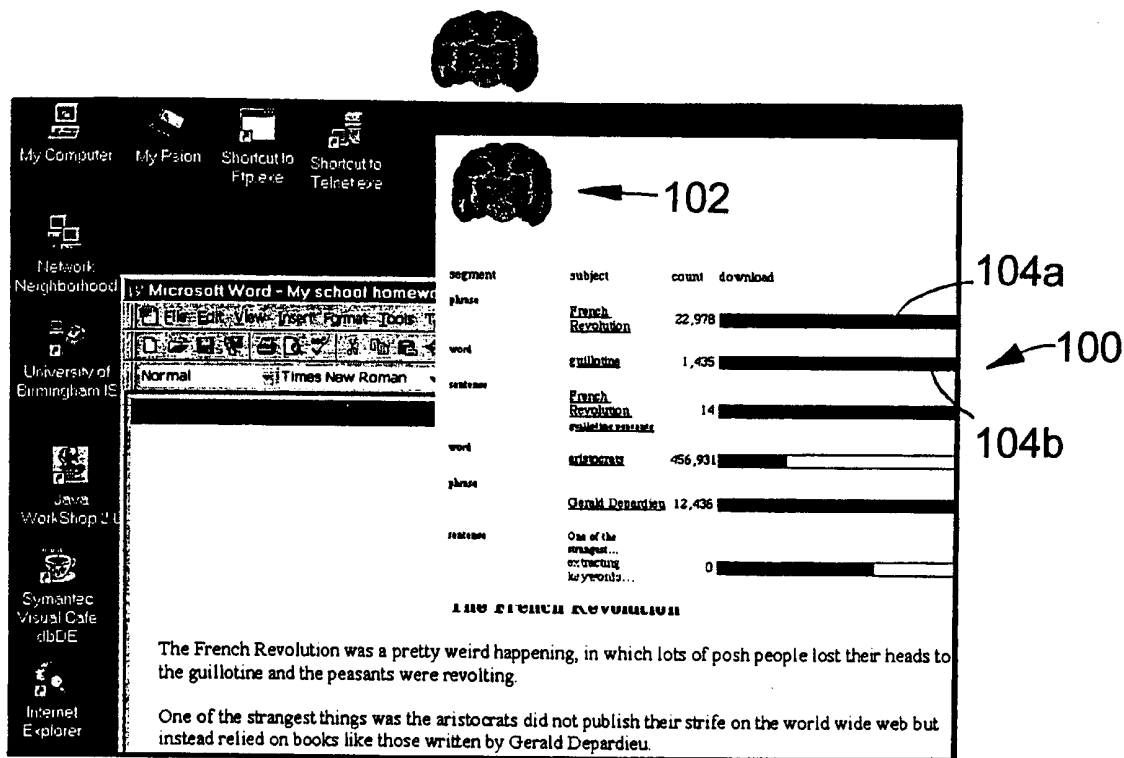 My Computer
My Psion
Shortcut to
Ftp.exe
Shortcut to
Telnet.exe
102
Network
Neighborhood
segment subject count download
104a
phrase
French
Revolution 22,978
Microsoft Word - My school homewo
File Edit View Insert Format Tools T
word
guillotine 1,435
100
University of
Birmingham IS
Normal Times New Roman
sentence
French
Revolution 14
guillotine peasants
104b
word
aristocrats 456,931
phrase
Java
WorkShop 2.0
Gerald Depardieu 12,436
sentence
One of the
strangest...
extracting
keywords... 0
Symantec
Visual Cafe
dbDE
The French Revolution
The French Revolution was a pretty weird happening, in which lots of posh people lost their heads to
the guillotine and the peasants were revolting.
Internet
Explorer
One of the strangest things was the aristocrats did not publish their strife on the world wide web but
instead relied on books like those written by Gerald Depardieu.